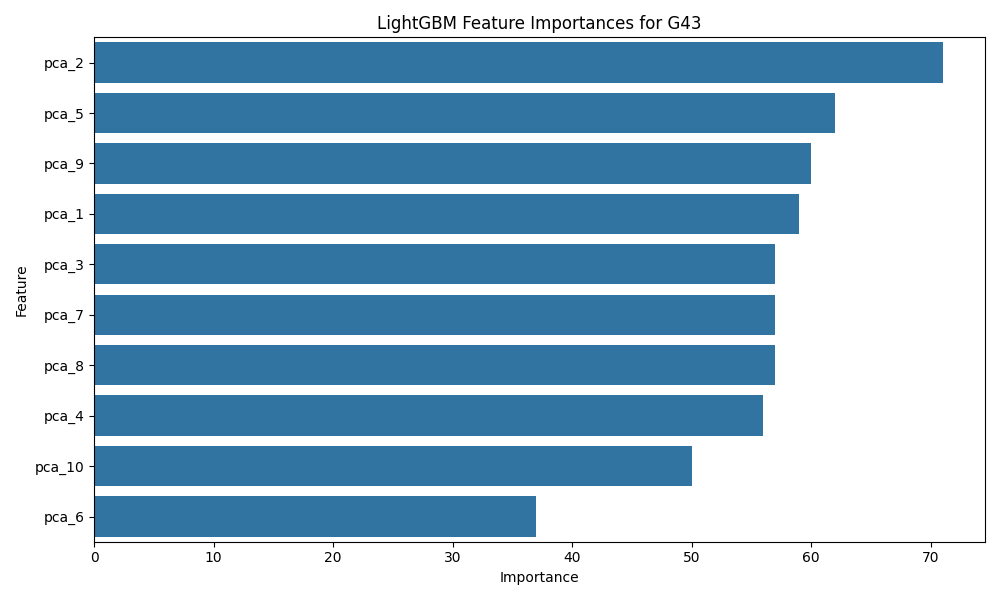 LightGBM Feature Importances for G43
pca_2
pca_5
pca_9
pca_1
pca_3
pca_7
pca_8
pca_4
pca_10
pca_6
Feature
0 10 20 30 40 50 60 70
Importance